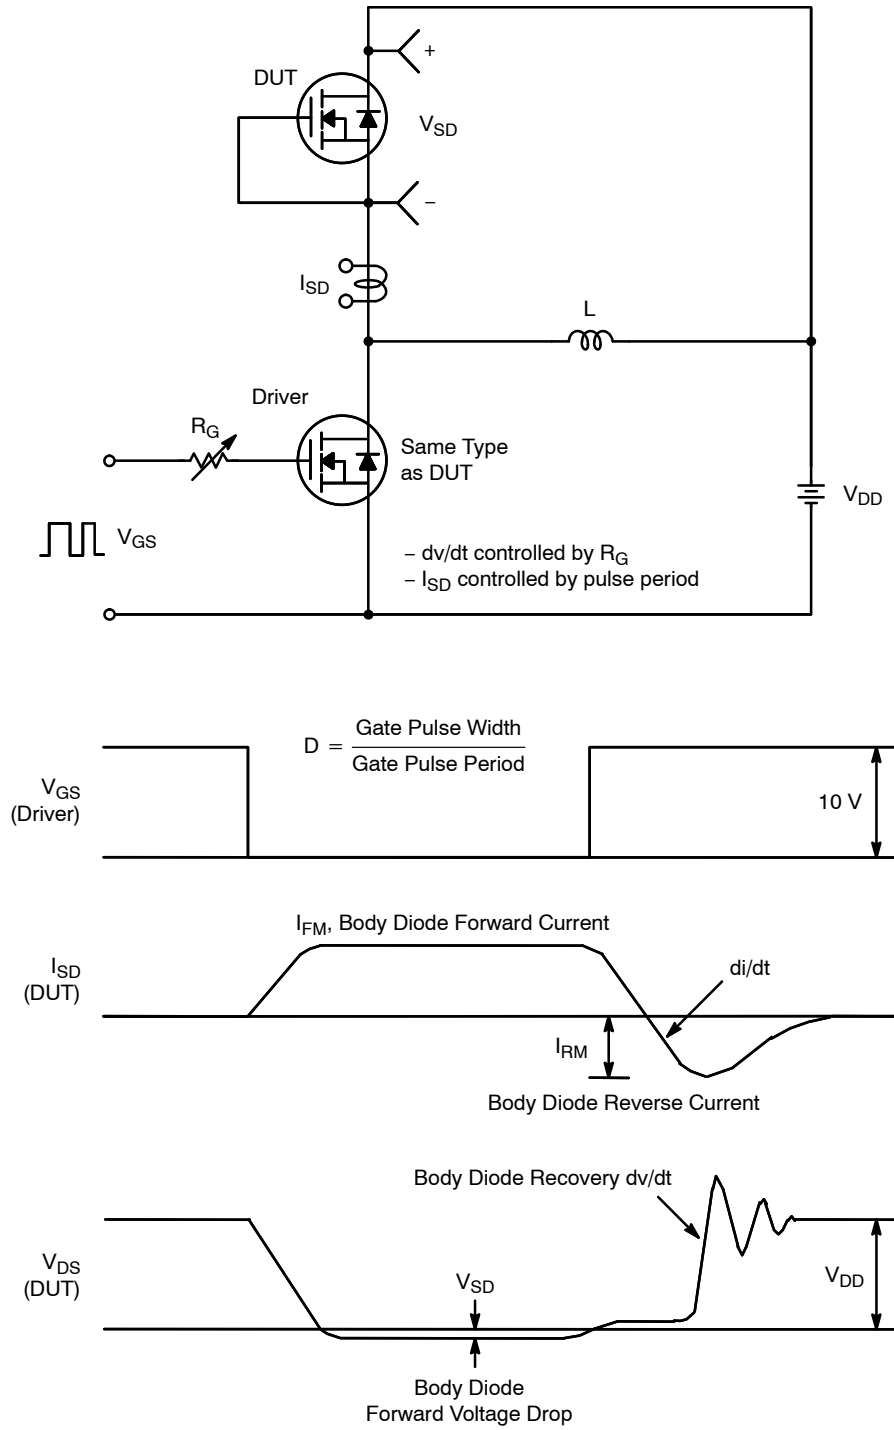 +
DUT
V_SD
−
I_SD
L
Driver
R_G
Same Type
as DUT
V_DD
V_GS
− dv/dt controlled by R_G
− I_SD controlled by pulse period
D = Gate Pulse Width
Gate Pulse Period
V_GS
(Driver)
10 V
I_FM, Body Diode Forward Current
I_SD
(DUT)
di/dt
I_RM
Body Diode Reverse Current
Body Diode Recovery dv/dt
V_DS
(DUT)
V_SD
V_DD
Body Diode
Forward Voltage Drop